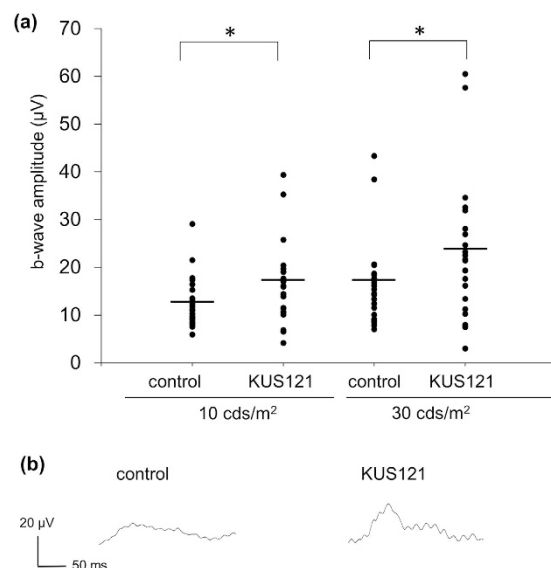 (a)
* *
70
60
50
40
30
20
10
0
b-wave amplitude (μV)
control KUS121 control KUS121
10 cds/m² 30 cds/m²
(b)
control KUS121
20 μV
50 ms